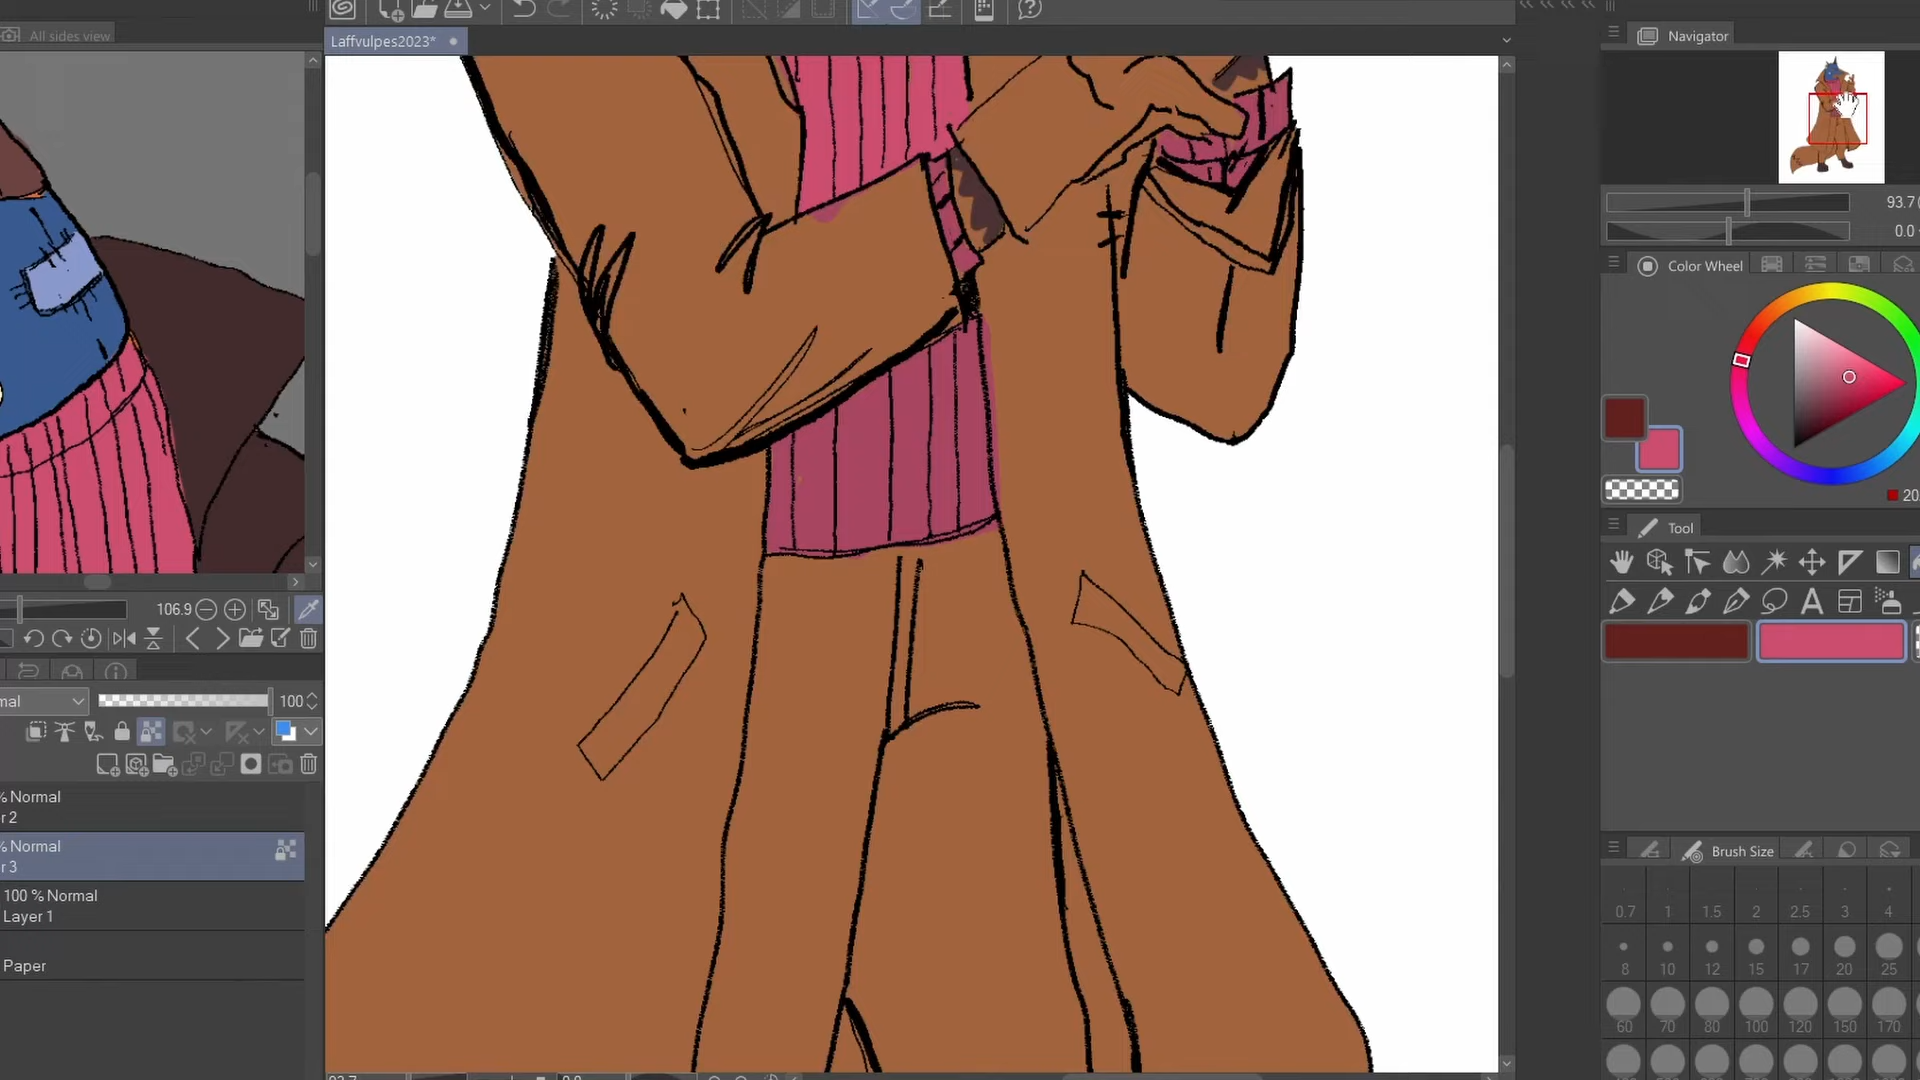 All sides view
Laffvulpes2023*
Navigator
93.7
0.0
Color Wheel
20
Tool
106.9
100
% Normal
r 2
% Normal
r 3
100 % Normal
Layer 1
Paper
Brush Size
0.7 1 1.5 2 2.5 3 4
8 10 12 15 17 20 25
60 70 80 100 120 150 170